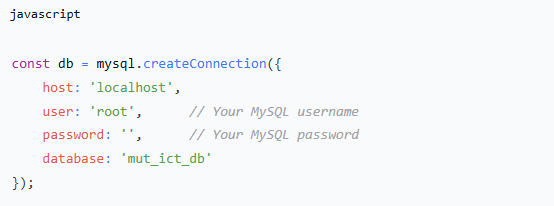 javascript
const db = mysql.createConnection({
    host: 'localhost',
    user: 'root',      // Your MySQL username
    password: '',      // Your MySQL password
    database: 'mut_ict_db'
});